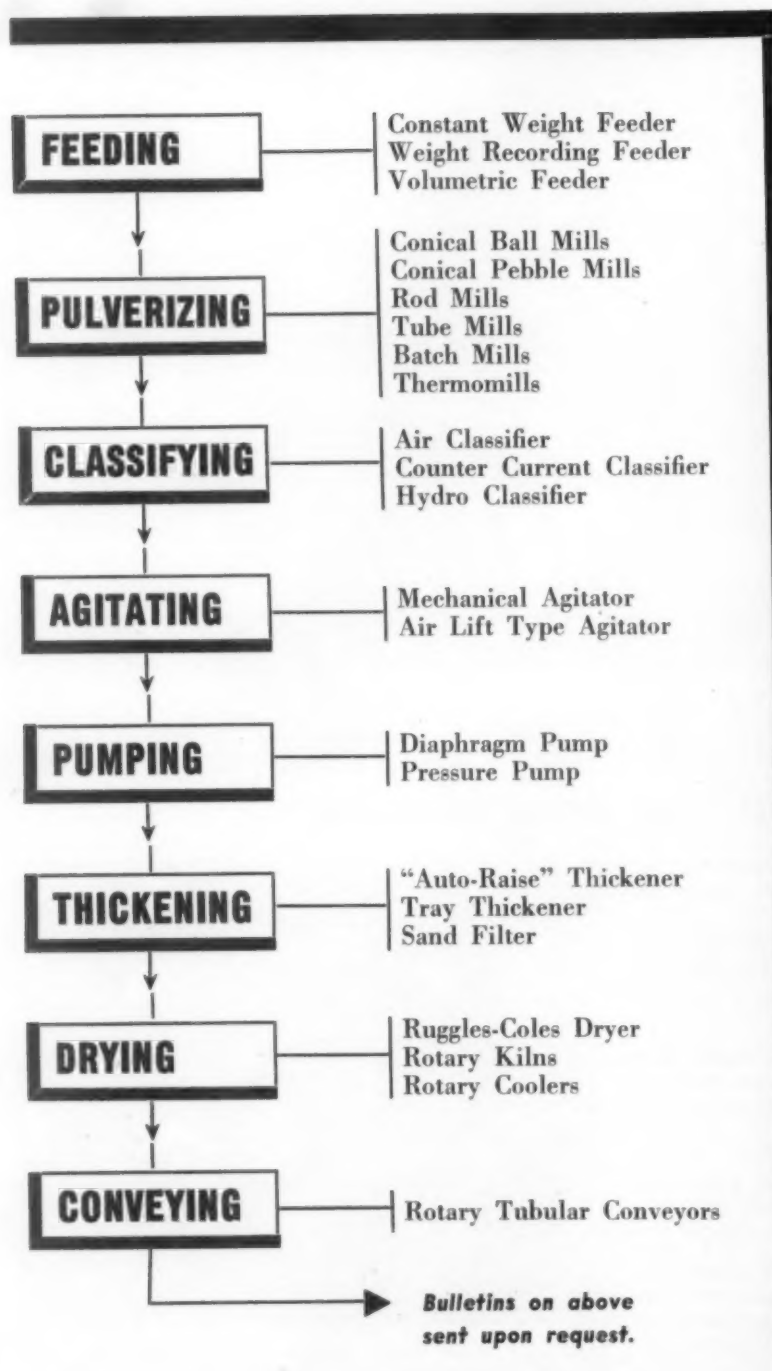 FEEDING
Constant Weight Feeder
Weight Recording Feeder
Volumetric Feeder
PULVERIZING
Conical Ball Mills
Conical Pebble Mills
Rod Mills
Tube Mills
Batch Mills
Thermomills
CLASSIFYING
Air Classifier
Counter Current Classifier
Hydro Classifier
AGITATING
Mechanical Agitator
Air Lift Type Agitator
PUMPING
Diaphragm Pump
Pressure Pump
THICKENING
“Auto-Raise” Thickener
Tray Thickener
Sand Filter
DRYING
Ruggles-Coles Dryer
Rotary Kilns
Rotary Coolers
CONVEYING
Rotary Tubular Conveyors
Bulletins on above
sent upon request.